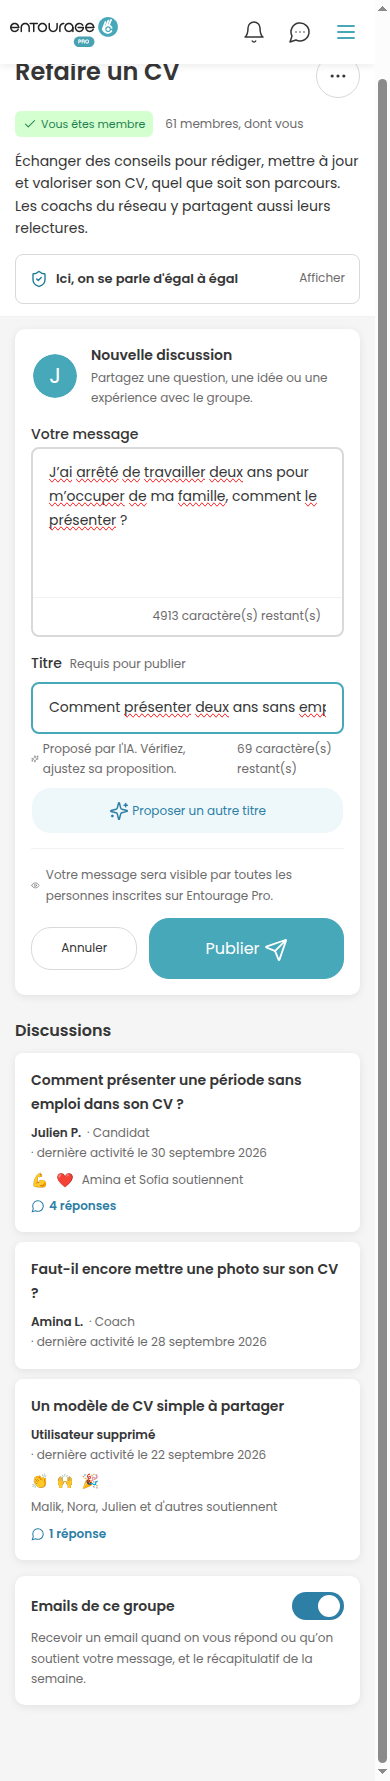 entourage
PRO
Refaire un CV
Vous êtes membre
61 membres, dont vous
Échanger des conseils pour rédiger, mettre à jour
et valoriser son CV, quel que soit son parcours.
Les coachs du réseau y partagent aussi leurs
relectures.
Ici, on se parle d'égal à égal
Afficher
J
Nouvelle discussion
Partagez une question, une idée ou une
expérience avec le groupe.
Votre message
J'ai arrêté de travailler deux ans pour
m'occuper de ma famille, comment le
présenter ?
4913 caractère(s) restant(s)
Titre Requis pour publier
Comment présenter deux ans sans emp
Proposé par l'IA. Vérifiez,
ajustez sa proposition.
69 caractère(s)
restant(s)
Proposer un autre titre
Votre message sera visible par toutes les
personnes inscrites sur Entourage Pro.
Annuler
Publier
Discussions
Comment présenter une période sans
emploi dans son CV ?
Julien P. · Candidat
· dernière activité le 30 septembre 2026
💪 ❤️ Amina et Sofia soutiennent
4 réponses
Faut-il encore mettre une photo sur son CV
?
Amina L. · Coach
· dernière activité le 28 septembre 2026
Un modèle de CV simple à partager
Utilisateur supprimé
· dernière activité le 22 septembre 2026
👏 🙌 🎉
Malik, Nora, Julien et d'autres soutiennent
1 réponse
Emails de ce groupe
Recevoir un email quand on vous répond ou qu'on
soutient votre message, et le récapitulatif de la
semaine.